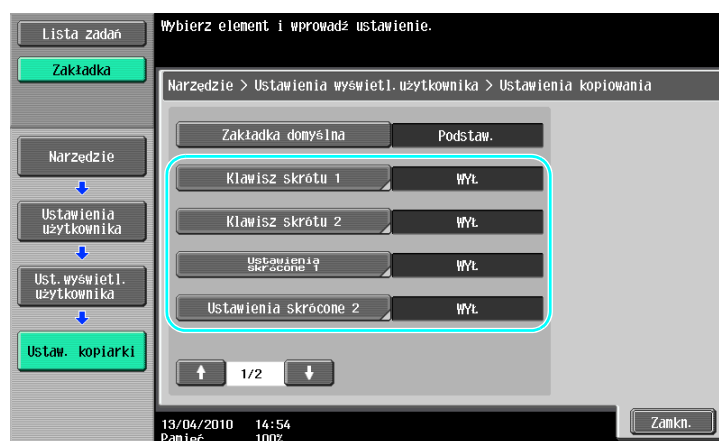 Lista zadań
Zakładka
Narzędzie
Ustawienia
użytkownika
Ust.wyświetl.
użytkownika
Ustaw. kopiarki
Wybierz element i wprowadź ustawienie.
Narzędzie > Ustawienia wyświetl.użytkownika > Ustawienie kopiowania
Zakładka domyślna Podstaw.
Klawisz skrótu 1 WYŁ
Klawisz skrótu 2 WYŁ
Ustawienia
skrócone 1 WYŁ
Ustawienia skrócone 2 WYŁ
1/2
13/04/2010 14:54
Pamięć 100%
Zamkn.